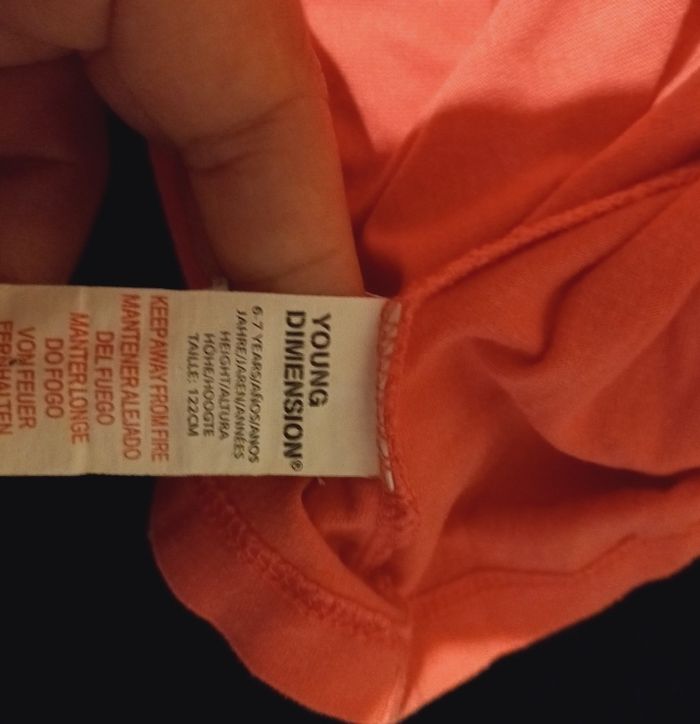 YOUNG
DIMENSION®
6-7 YEARS/AÑOS/ANOS
JAHRE/JAREN/ANNÉES
HEIGHT/ALTURA
HÖHE/HOOGTE
TAILLE: 122CM
KEEP AWAY FROM FIRE
MANTENER ALEJADO
DEL FUEGO
MANTER LONGE
DO FOGO
VON FEUER
FERNHALTEN